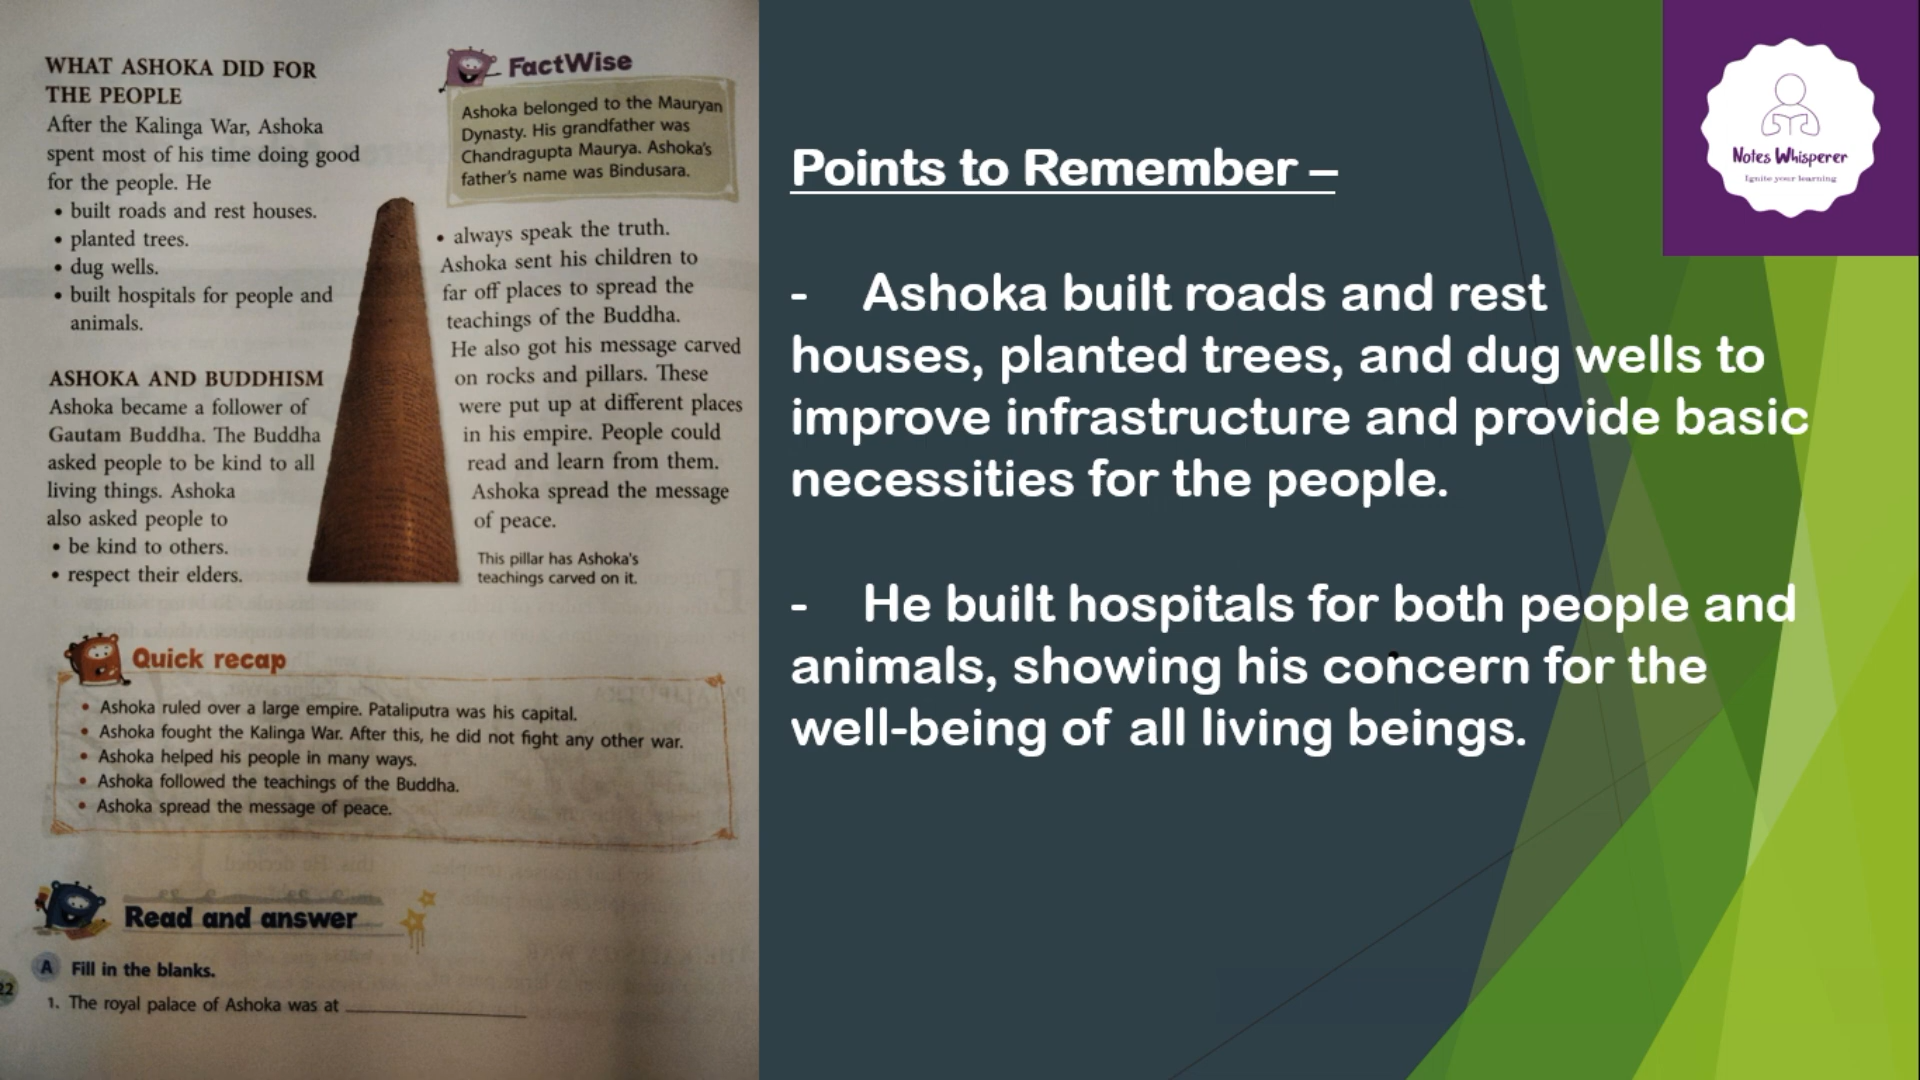 WHAT ASHOKA DID FOR
THE PEOPLE
After the Kalinga War, Ashoka
spent most of his time doing good
for the people. He
• built roads and rest houses.
• planted trees.
• dug wells.
• built hospitals for people and
animals.
ASHOKA AND BUDDHISM
Ashoka became a follower of
Gautam Buddha. The Buddha
asked people to be kind to all
living things. Ashoka
also asked people to
• be kind to others.
• respect their elders.
FactWise
Ashoka belonged to the Mauryan
Dynasty. His grandfather was
Chandragupta Maurya. Ashoka's
father's name was Bindusara.
• always speak the truth.
Ashoka sent his children to
far off places to spread the
teachings of the Buddha.
He also got his message carved
on rocks and pillars. These
were put up at different places
in his empire. People could
read and learn from them.
Ashoka spread the message
of peace.
This pillar has Ashoka's
teachings carved on it.
Quick recap
• Ashoka ruled over a large empire. Pataliputra was his capital.
• Ashoka fought the Kalinga War. After this, he did not fight any other war.
• Ashoka helped his people in many ways.
• Ashoka followed the teachings of the Buddha.
• Ashoka spread the message of peace.
Read and answer
A Fill in the blanks.
22
1. The royal palace of Ashoka was at
Points to Remember –
- Ashoka built roads and rest
houses, planted trees, and dug wells to
improve infrastructure and provide basic
necessities for the people.
- He built hospitals for both people and
animals, showing his concern for the
well-being of all living beings.
Notes Whisperer
Ignite your learning